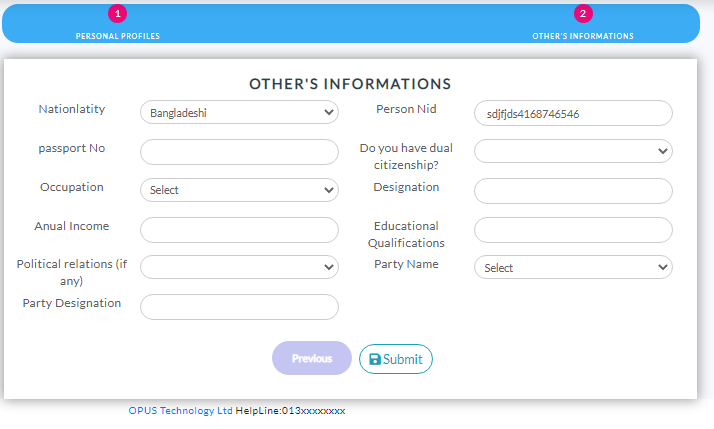 1
2
PERSONAL PROFILES
OTHER'S INFORMATIONS
OTHER'S INFORMATIONS
Nationlatity
Bangladeshi
Person Nid
sdjfjds4168746546
passport No
Do you have dual
citizenship?
Occupation
Select
Designation
Anual Income
Educational
Qualifications
Political relations (if
any)
Party Name
Select
Party Designation
Previous
Submit
OPUS Technology Ltd HelpLine:013xxxxxxxx